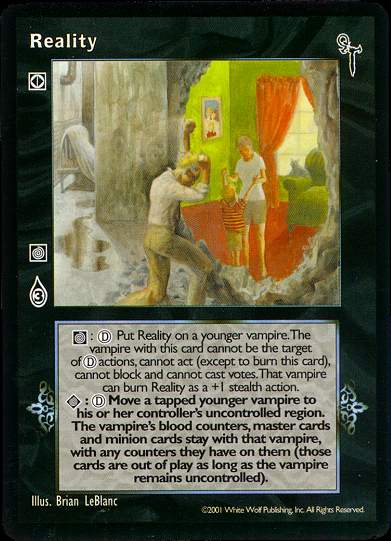 Reality
3
: D Put Reality on a younger vampire.The
vampire with this card cannot be the target
of D actions, cannot act (except to burn this card),
cannot block and cannot cast votes.That vampire
can burn Reality as a +1 stealth action.
: D Move a tapped younger vampire to
his or her controller's uncontrolled region.
The vampire's blood counters, master cards
and minion cards stay with that vampire,
with any counters they have on them (those
cards are out of play as long as the vampire
remains uncontrolled).
Illus. Brian LeBlanc
©2001 White Wolf Publishing, Inc. All Rights Reserved.